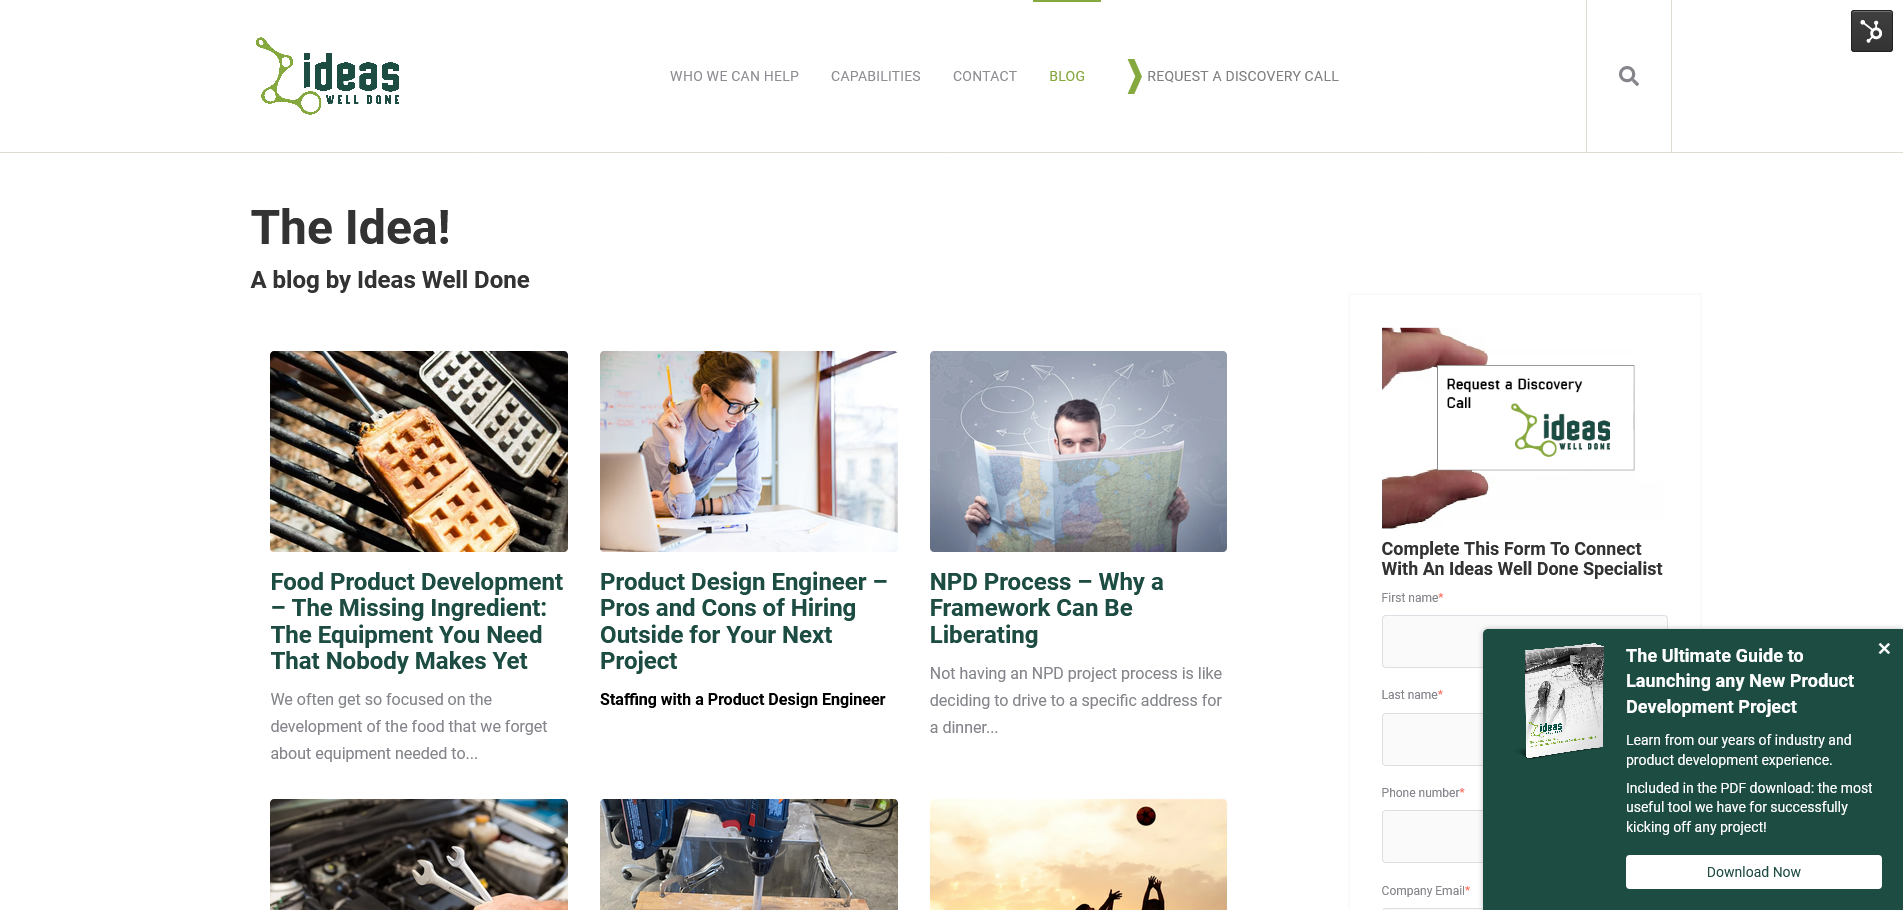 ideas
WELL DONE
WHO WE CAN HELP
CAPABILITIES
CONTACT
BLOG
REQUEST A DISCOVERY CALL
The Idea!
A blog by Ideas Well Done
Food Product Development
– The Missing Ingredient:
The Equipment You Need
That Nobody Makes Yet
We often get so focused on the
development of the food that we forget
about equipment needed to...
Product Design Engineer –
Pros and Cons of Hiring
Outside for Your Next
Project
Staffing with a Product Design Engineer
NPD Process – Why a
Framework Can Be
Liberating
Not having an NPD project process is like
deciding to drive to a specific address for
a dinner...
Request a Discovery
Call
ideas
WELL DONE
Complete This Form To Connect
With An Ideas Well Done Specialist
First name*
Last name*
Phone number*
Company Email*
ideas
The Ultimate Guide to
Launching any New Product
Development Project
Learn from our years of industry and
product development experience.
Included in the PDF download: the most
useful tool we have for successfully
kicking off any project!
Download Now